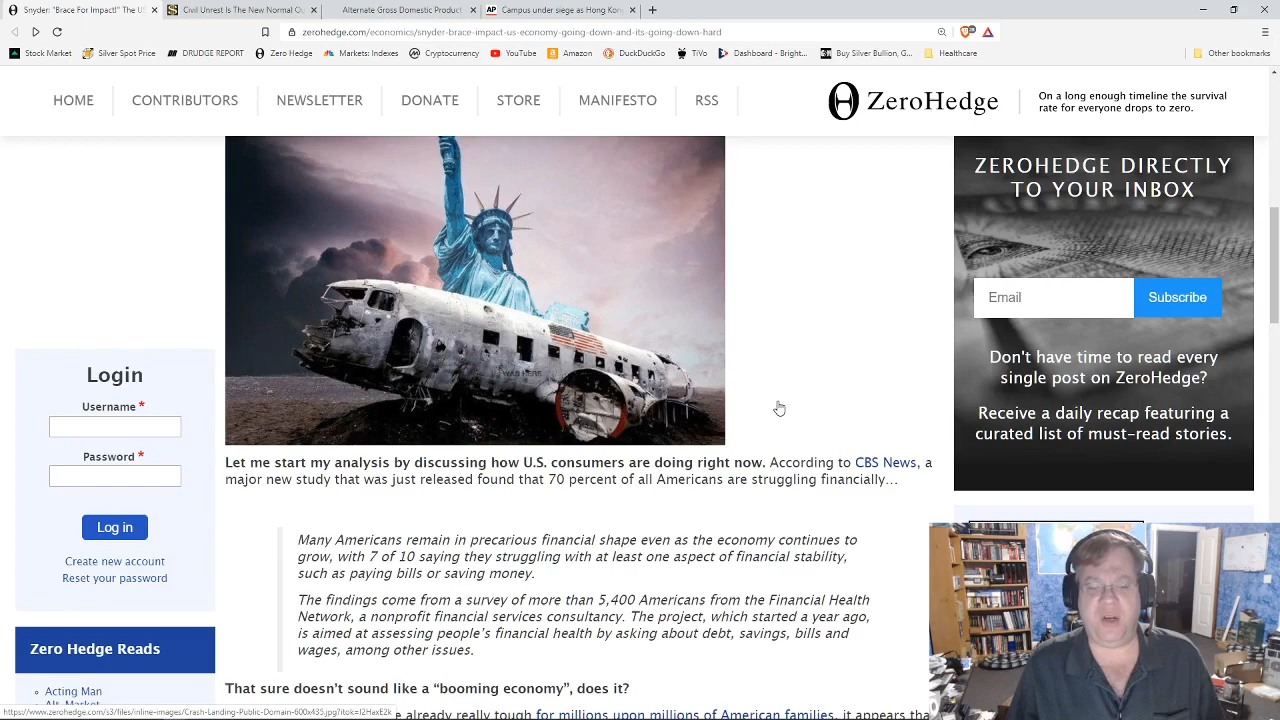 Snyder: "Brace For Impact!" The US
Civil Unrest Is The New Normal Ou
Alternate Gross Domestic Product
AP Campus under siege as Hong Kong
zerohedge.com/economics/snyder-brace-impact-us-economy-going-down-and-its-going-down-hard
Stock Market
Silver Spot Price
DRUDGE REPORT
Zero Hedge
Markets: Indexes
Cryptocurrency
YouTube
Amazon
DuckDuckGo
TiVo
Dashboard - Bright...
Buy Silver Bullion, G...
Healthcare
Other bookmarks
HOME
CONTRIBUTORS
NEWSLETTER
DONATE
STORE
MANIFESTO
RSS
ZeroHedge
On a long enough timeline the survival
rate for everyone drops to zero.
ZEROHEDGE DIRECTLY
TO YOUR INBOX
Email
Subscribe
Don't have time to read every
single post on ZeroHedge?
Receive a daily recap featuring a
curated list of must-read stories.
Login
Username *
Password *
Log in
Create new account
Reset your password
Zero Hedge Reads
Acting Man
Alt-Market
WAS HERE
Let me start my analysis by discussing how U.S. consumers are doing right now. According to CBS News, a
major new study that was just released found that 70 percent of all Americans are struggling financially…
Many Americans remain in precarious financial shape even as the economy continues to
grow, with 7 of 10 saying they struggling with at least one aspect of financial stability,
such as paying bills or saving money.
The findings come from a survey of more than 5,400 Americans from the Financial Health
Network, a nonprofit financial services consultancy. The project, which started a year ago,
is aimed at assessing people's financial health by asking about debt, savings, bills and
wages, among other issues.
That sure doesn't sound like a “booming economy”, does it?
e already really tough for millions upon millions of American families, it appears tha
https://www.zerohedge.com/s3/files/inline-images/Crash-Landing-Public-Domain-600x435.jpg?itok=I2HaxE2k